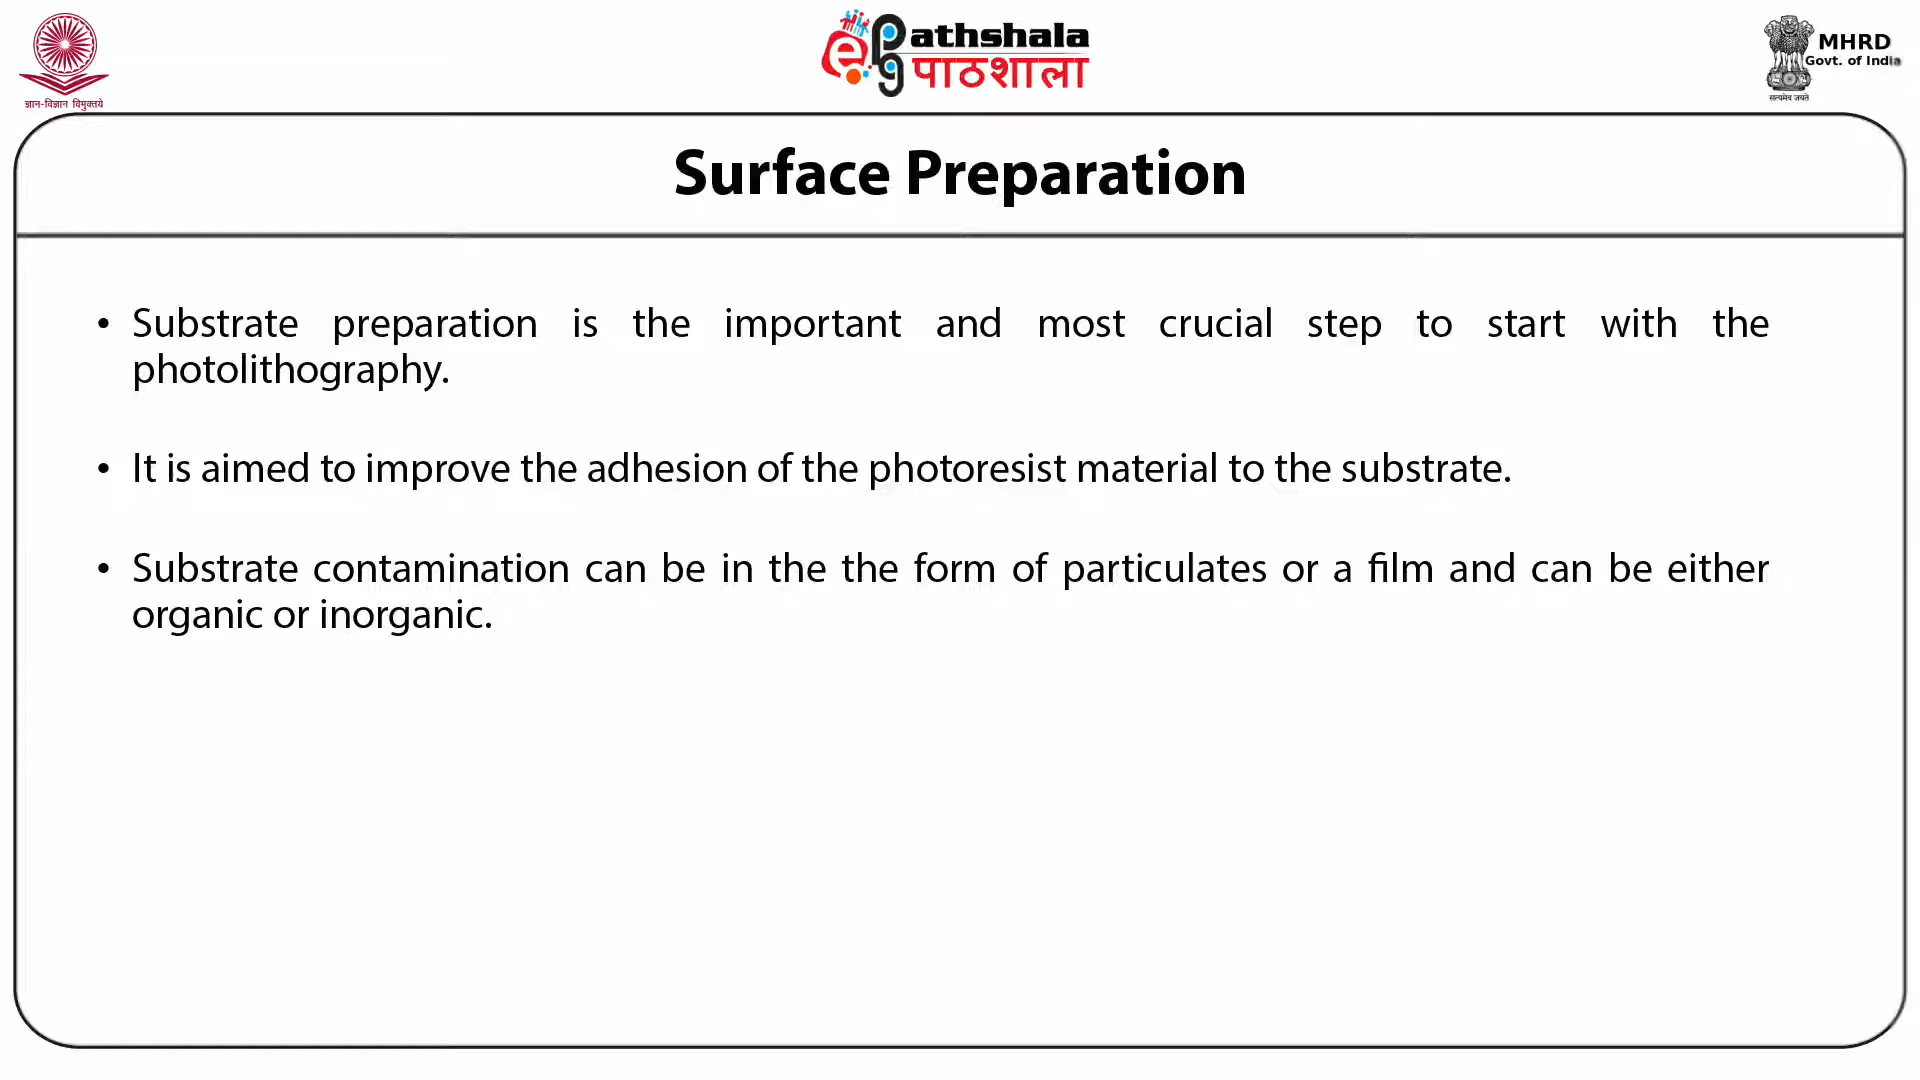 ज्ञान-विज्ञान विमुक्तये
ePg athshala
पाठशाला
MHRD
Govt. of India
सत्यमेव जयते
Surface Preparation
• Substrate preparation is the important and most crucial step to start with the
photolithography.
• It is aimed to improve the adhesion of the photoresist material to the substrate.
• Substrate contamination can be in the the form of particulates or a film and can be either
organic or inorganic.